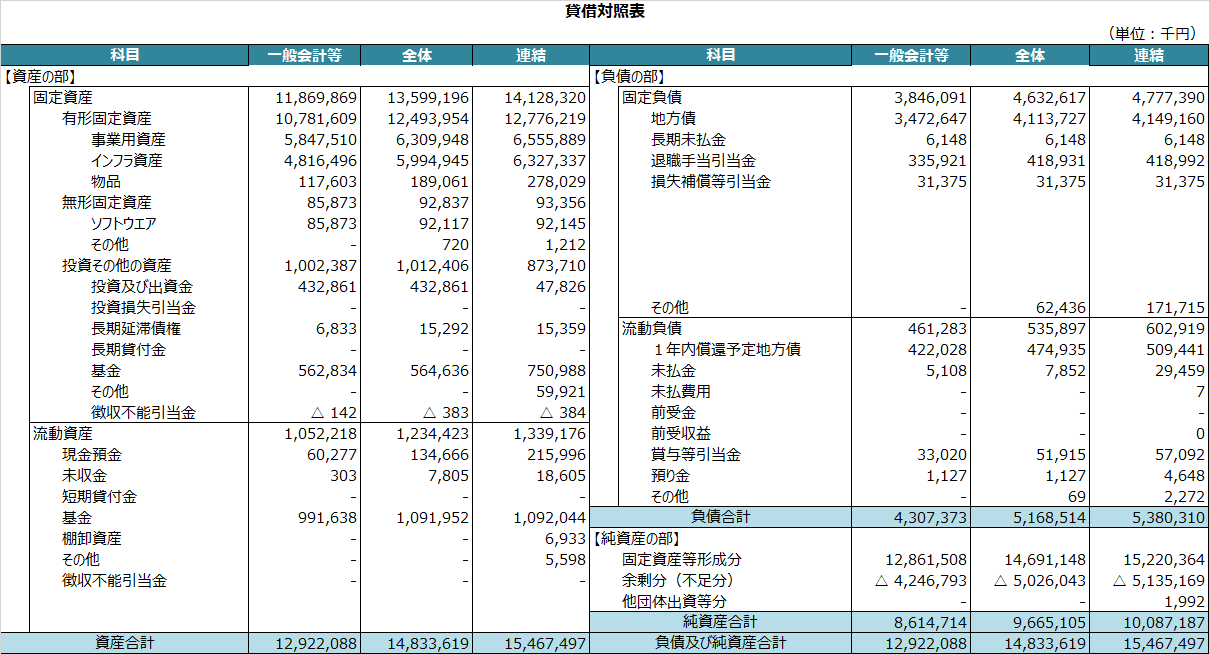 貸借対照表
（単位：千円）
科目 一般会計等 全体 連結 科目 一般会計等 全体 連結
【資産の部】 【負債の部】
固定資産 11,869,869 13,599,196 14,128,320 固定負債 3,846,091 4,632,617 4,777,390
有形固定資産 10,781,609 12,493,954 12,776,219 地方債 3,472,647 4,113,727 4,149,160
事業用資産 5,847,510 6,309,948 6,555,889 長期未払金 6,148 6,148 6,148
インフラ資産 4,816,496 5,994,945 6,327,337 退職手当引当金 335,921 418,931 418,992
物品 117,603 189,061 278,029 損失補償等引当金 31,375 31,375 31,375
無形固定資産 85,873 92,837 93,356
ソフトウエア 85,873 92,117 92,145
その他 - 720 1,212
投資その他の資産 1,002,387 1,012,406 873,710
投資及び出資金 432,861 432,861 47,826
投資損失引当金 - - - その他 - 62,436 171,715
長期延滞債権 6,833 15,292 15,359 流動負債 461,283 535,897 602,919
長期貸付金 - - - １年内償還予定地方債 422,028 474,935 509,441
基金 562,834 564,636 750,988 未払金 5,108 7,852 29,459
その他 - - 59,921 未払費用 - - 7
徴収不能引当金 △ 142 △ 383 △ 384 前受金 - - -
流動資産 1,052,218 1,234,423 1,339,176 前受収益 - - 0
現金預金 60,277 134,666 215,996 賞与等引当金 33,020 51,915 57,092
未収金 303 7,805 18,605 預り金 1,127 1,127 4,648
短期貸付金 - - - その他 - 69 2,272
基金 991,638 1,091,952 1,092,044 負債合計 4,307,373 5,168,514 5,380,310
棚卸資産 - - 6,933 【純資産の部】
その他 - - 5,598 固定資産等形成分 12,861,508 14,691,148 15,220,364
徴収不能引当金 - - - 余剰分（不足分） △ 4,246,793 △ 5,026,043 △ 5,135,169
他団体出資等分 - - 1,992
純資産合計 8,614,714 9,665,105 10,087,187
資産合計 12,922,088 14,833,619 15,467,497 負債及び純資産合計 12,922,088 14,833,619 15,467,497